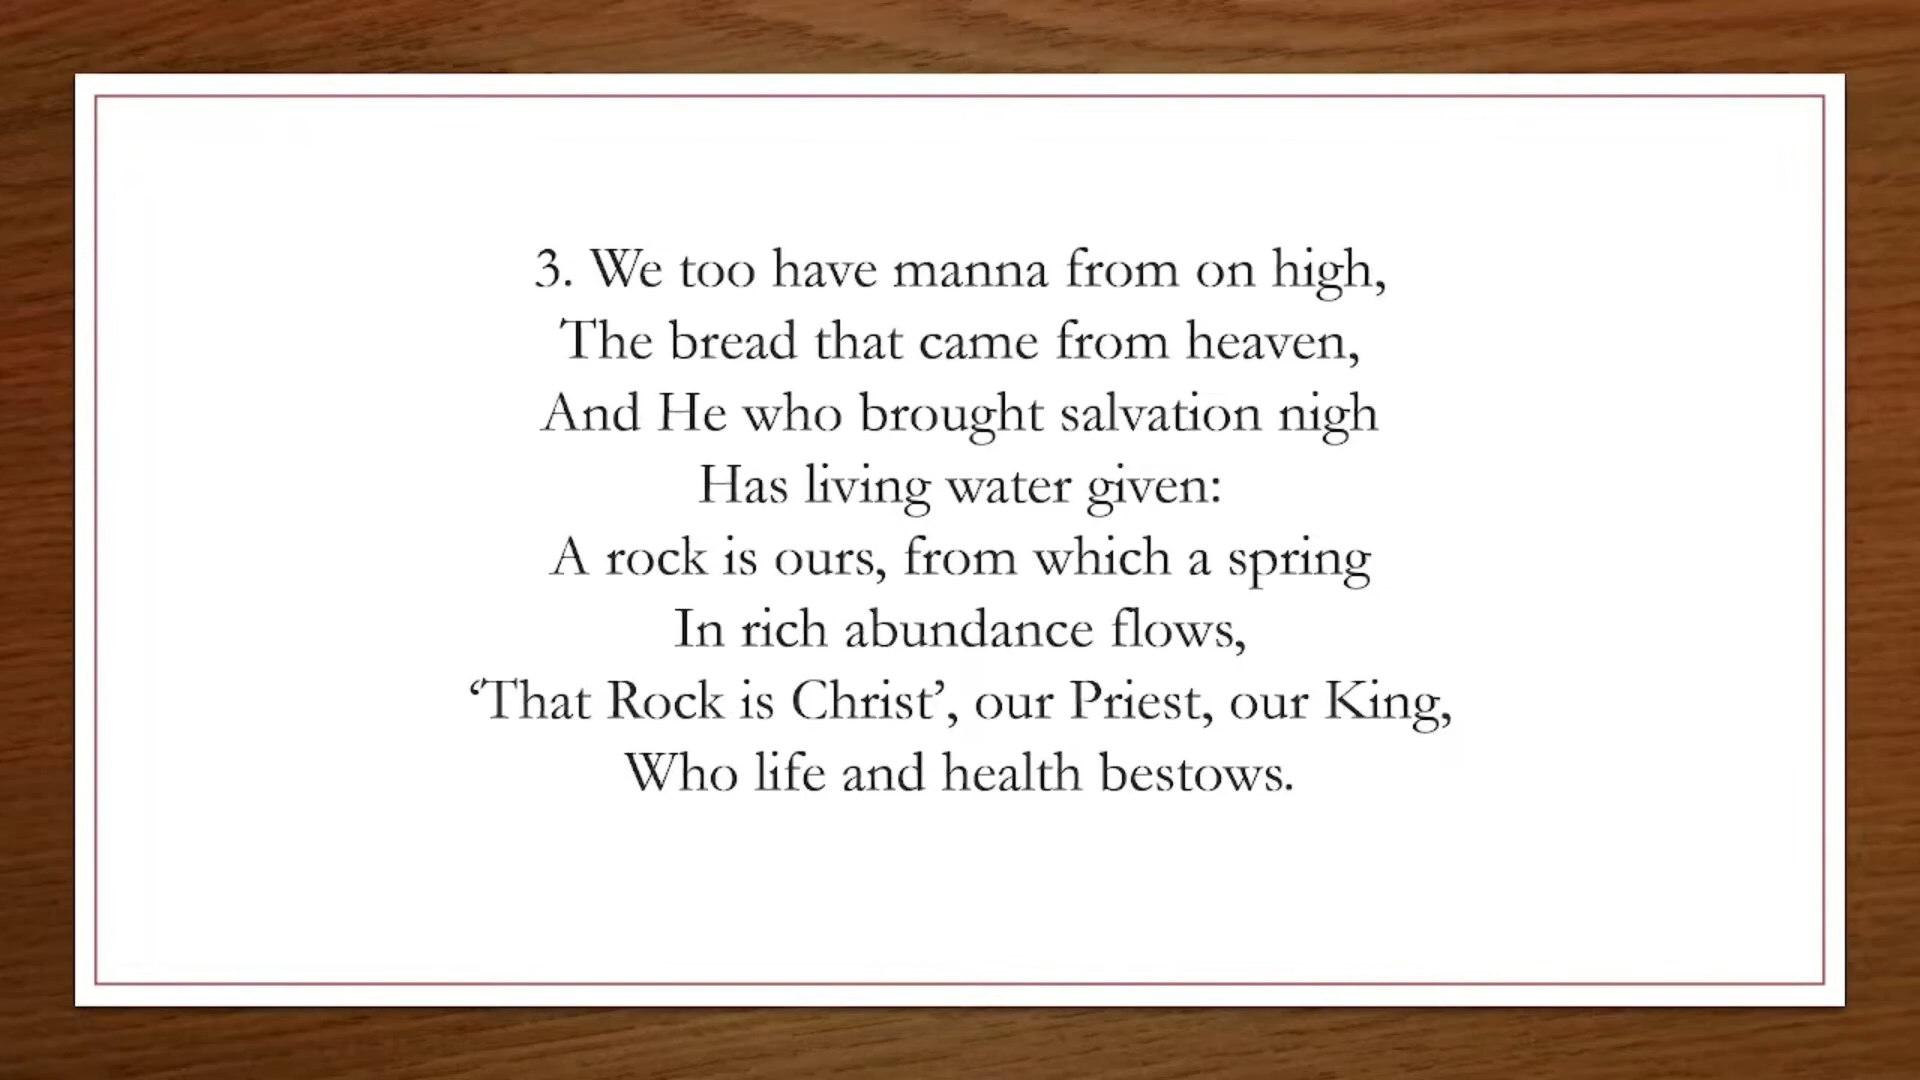 3. We too have manna from on high,
The bread that came from heaven,
And He who brought salvation nigh
Has living water given:
A rock is ours, from which a spring
In rich abundance flows,
‘That Rock is Christ’, our Priest, our King,
Who life and health bestows.